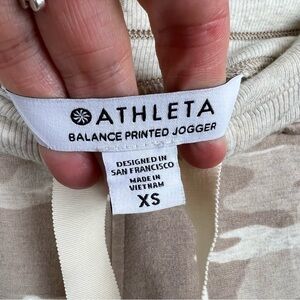 ATHLETA
BALANCE PRINTED JOGGER
DESIGNED IN
SAN FRANCISCO
MADE IN
VIETNAM
XS